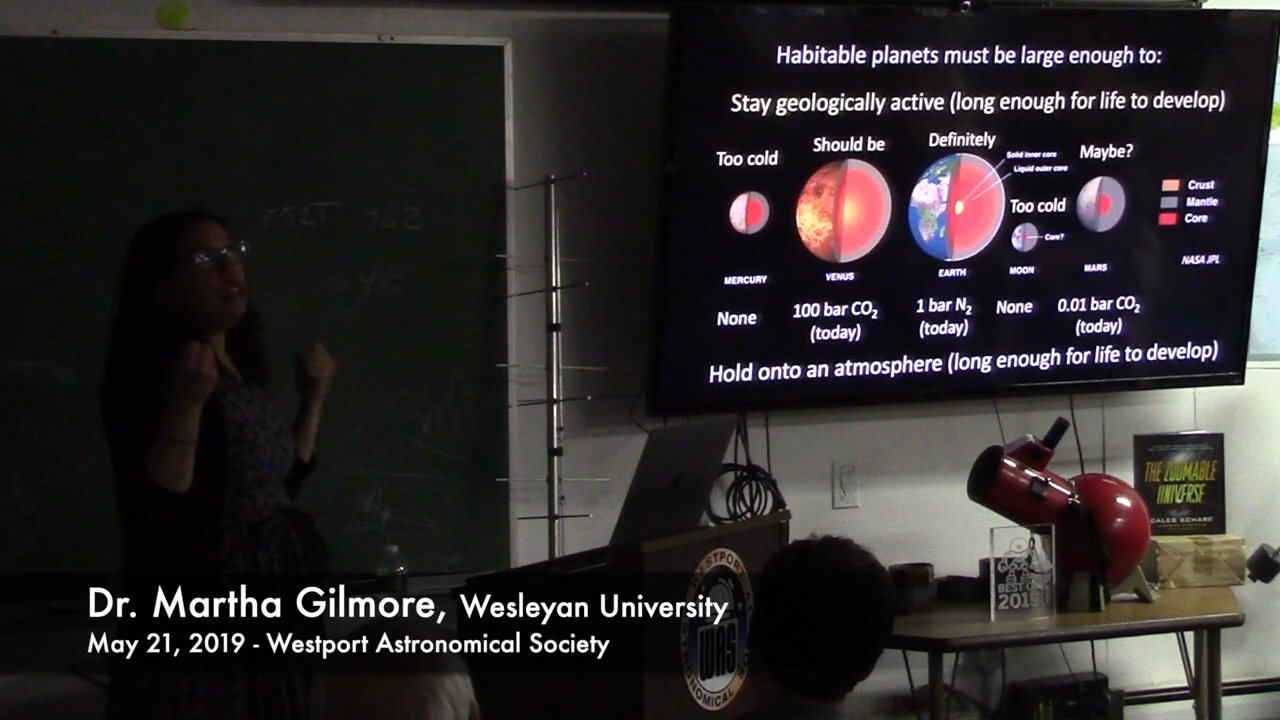 Habitable planets must be large enough to:
Stay geologically active (long enough for life to develop)
Too cold
Should be
Definitely
Maybe?
Solid inner core
Liquid outer core
Too cold
Core?
Crust
Mantle
Core
NASA JPL
MERCURY
VENUS
EARTH
MOON
MARS
None
100 bar CO₂
(today)
1 bar N₂
(today)
None
0.01 bar CO₂
(today)
Hold onto an atmosphere (long enough for life to develop)
THE ZOOMABLE
UNIVERSE
CALEB SCHARF
BEST
WAS
Dr. Martha Gilmore, Wesleyan University
May 21, 2019 - Westport Astronomical Society